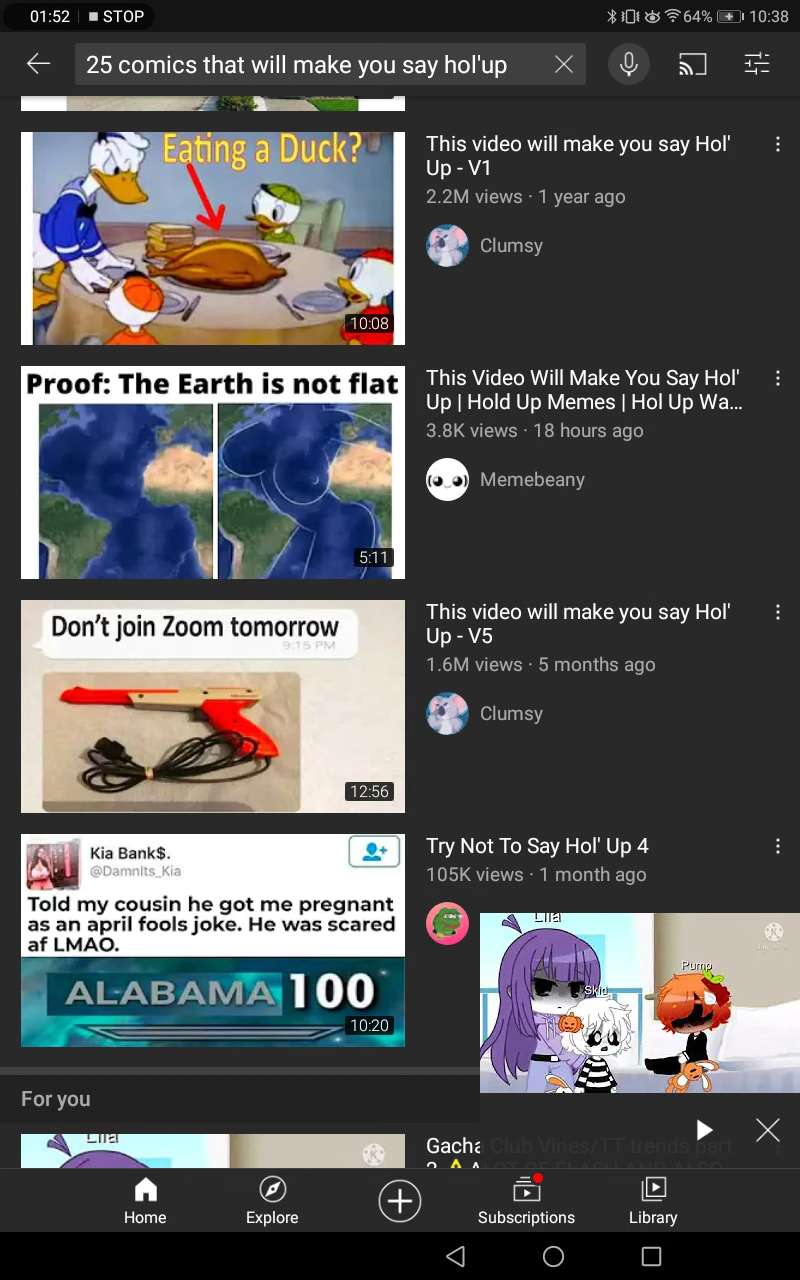 01:52
STOP
64%
10:38
25 comics that will make you say hol'up
Eating a Duck?
10:08
This video will make you say Hol'
Up - V1
2.2M views · 1 year ago
Clumsy
Proof: The Earth is not flat
5:11
This Video Will Make You Say Hol'
Up | Hold Up Memes | Hol Up Wa...
3.8K views · 18 hours ago
Memebeany
Don't join Zoom tomorrow
9:15 PM
12:56
This video will make you say Hol'
Up - V5
1.6M views · 5 months ago
Clumsy
Kia Bank$.
@DamnIts_Kia
Told my cousin he got me pregnant
as an april fools joke. He was scared
af LMAO.
ALABAMA 100
10:20
Try Not To Say Hol' Up 4
105K views · 1 month ago
Lila
Skid
Pump
For you
Lila
Gacha Club Vines/TT trends part
Home
Explore
Subscriptions
Library